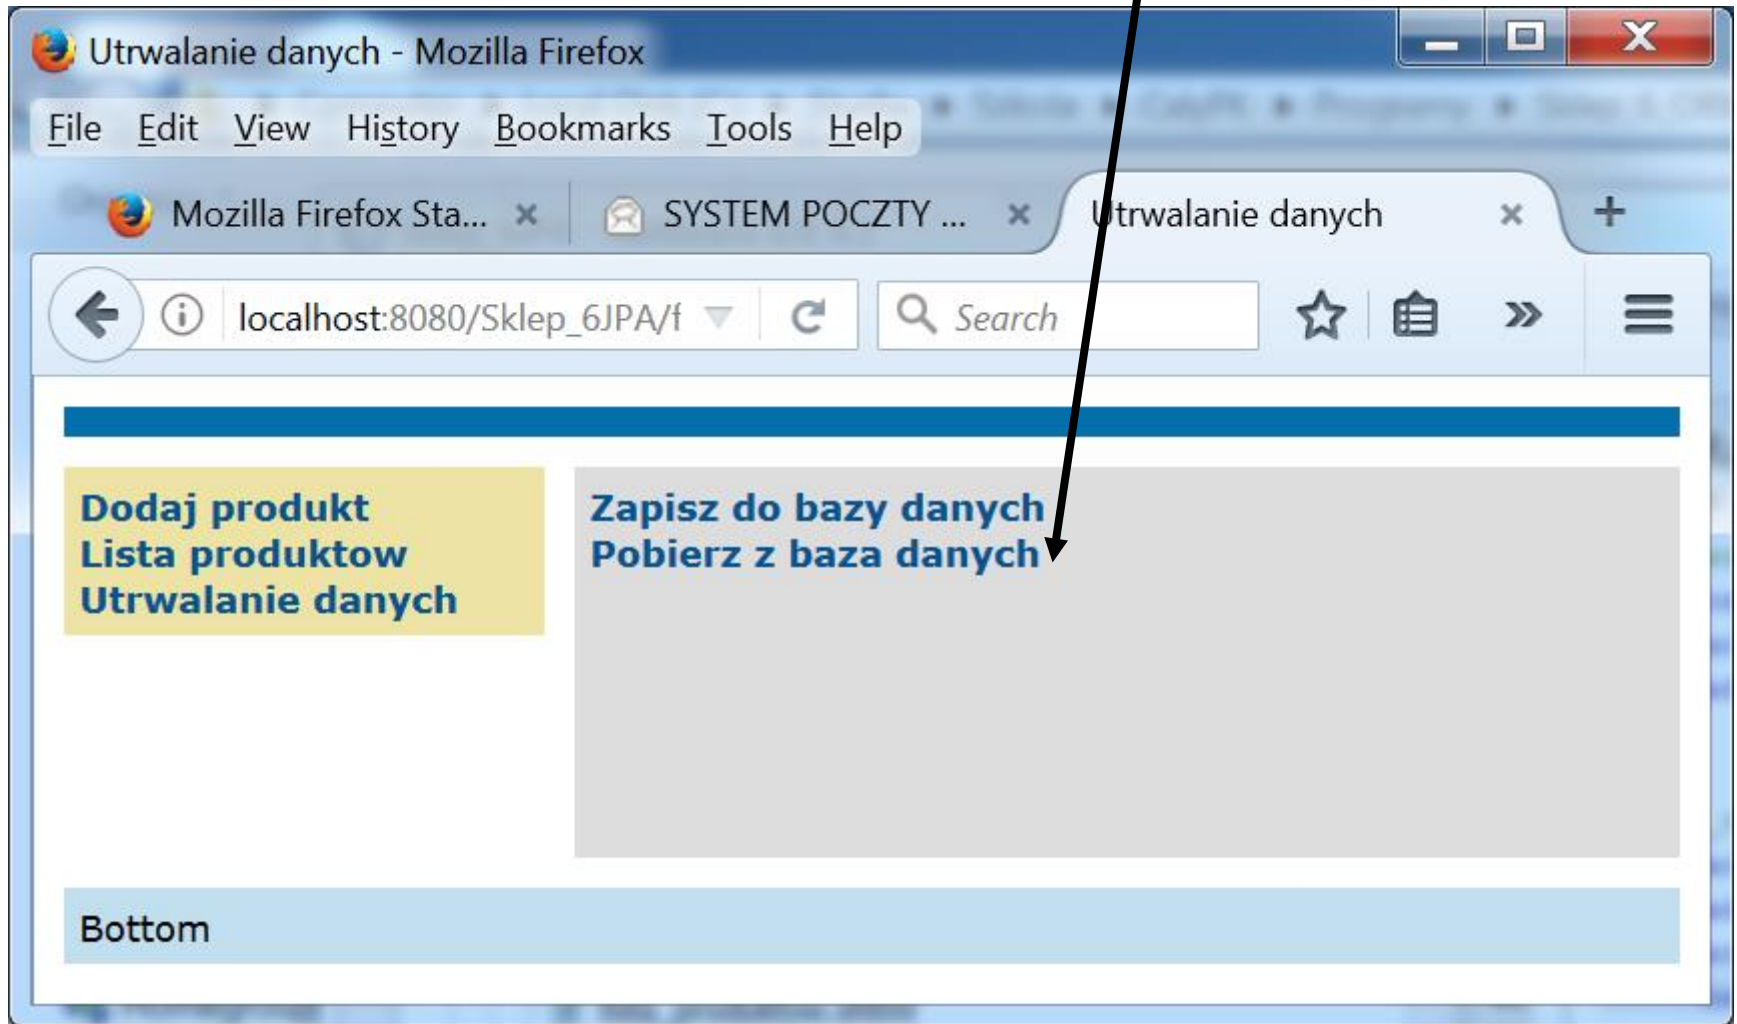 Utrwalanie danych - Mozilla Firefox
File Edit View History Bookmarks Tools Help
Mozilla Firefox Sta... SYSTEM POCZTY ... Utrwalanie danych
localhost:8080/Sklep_6JPA/f Search
Dodaj produkt
Lista produktow
Utrwalanie danych
Zapisz do bazy danych
Pobierz z baza danych
Bottom